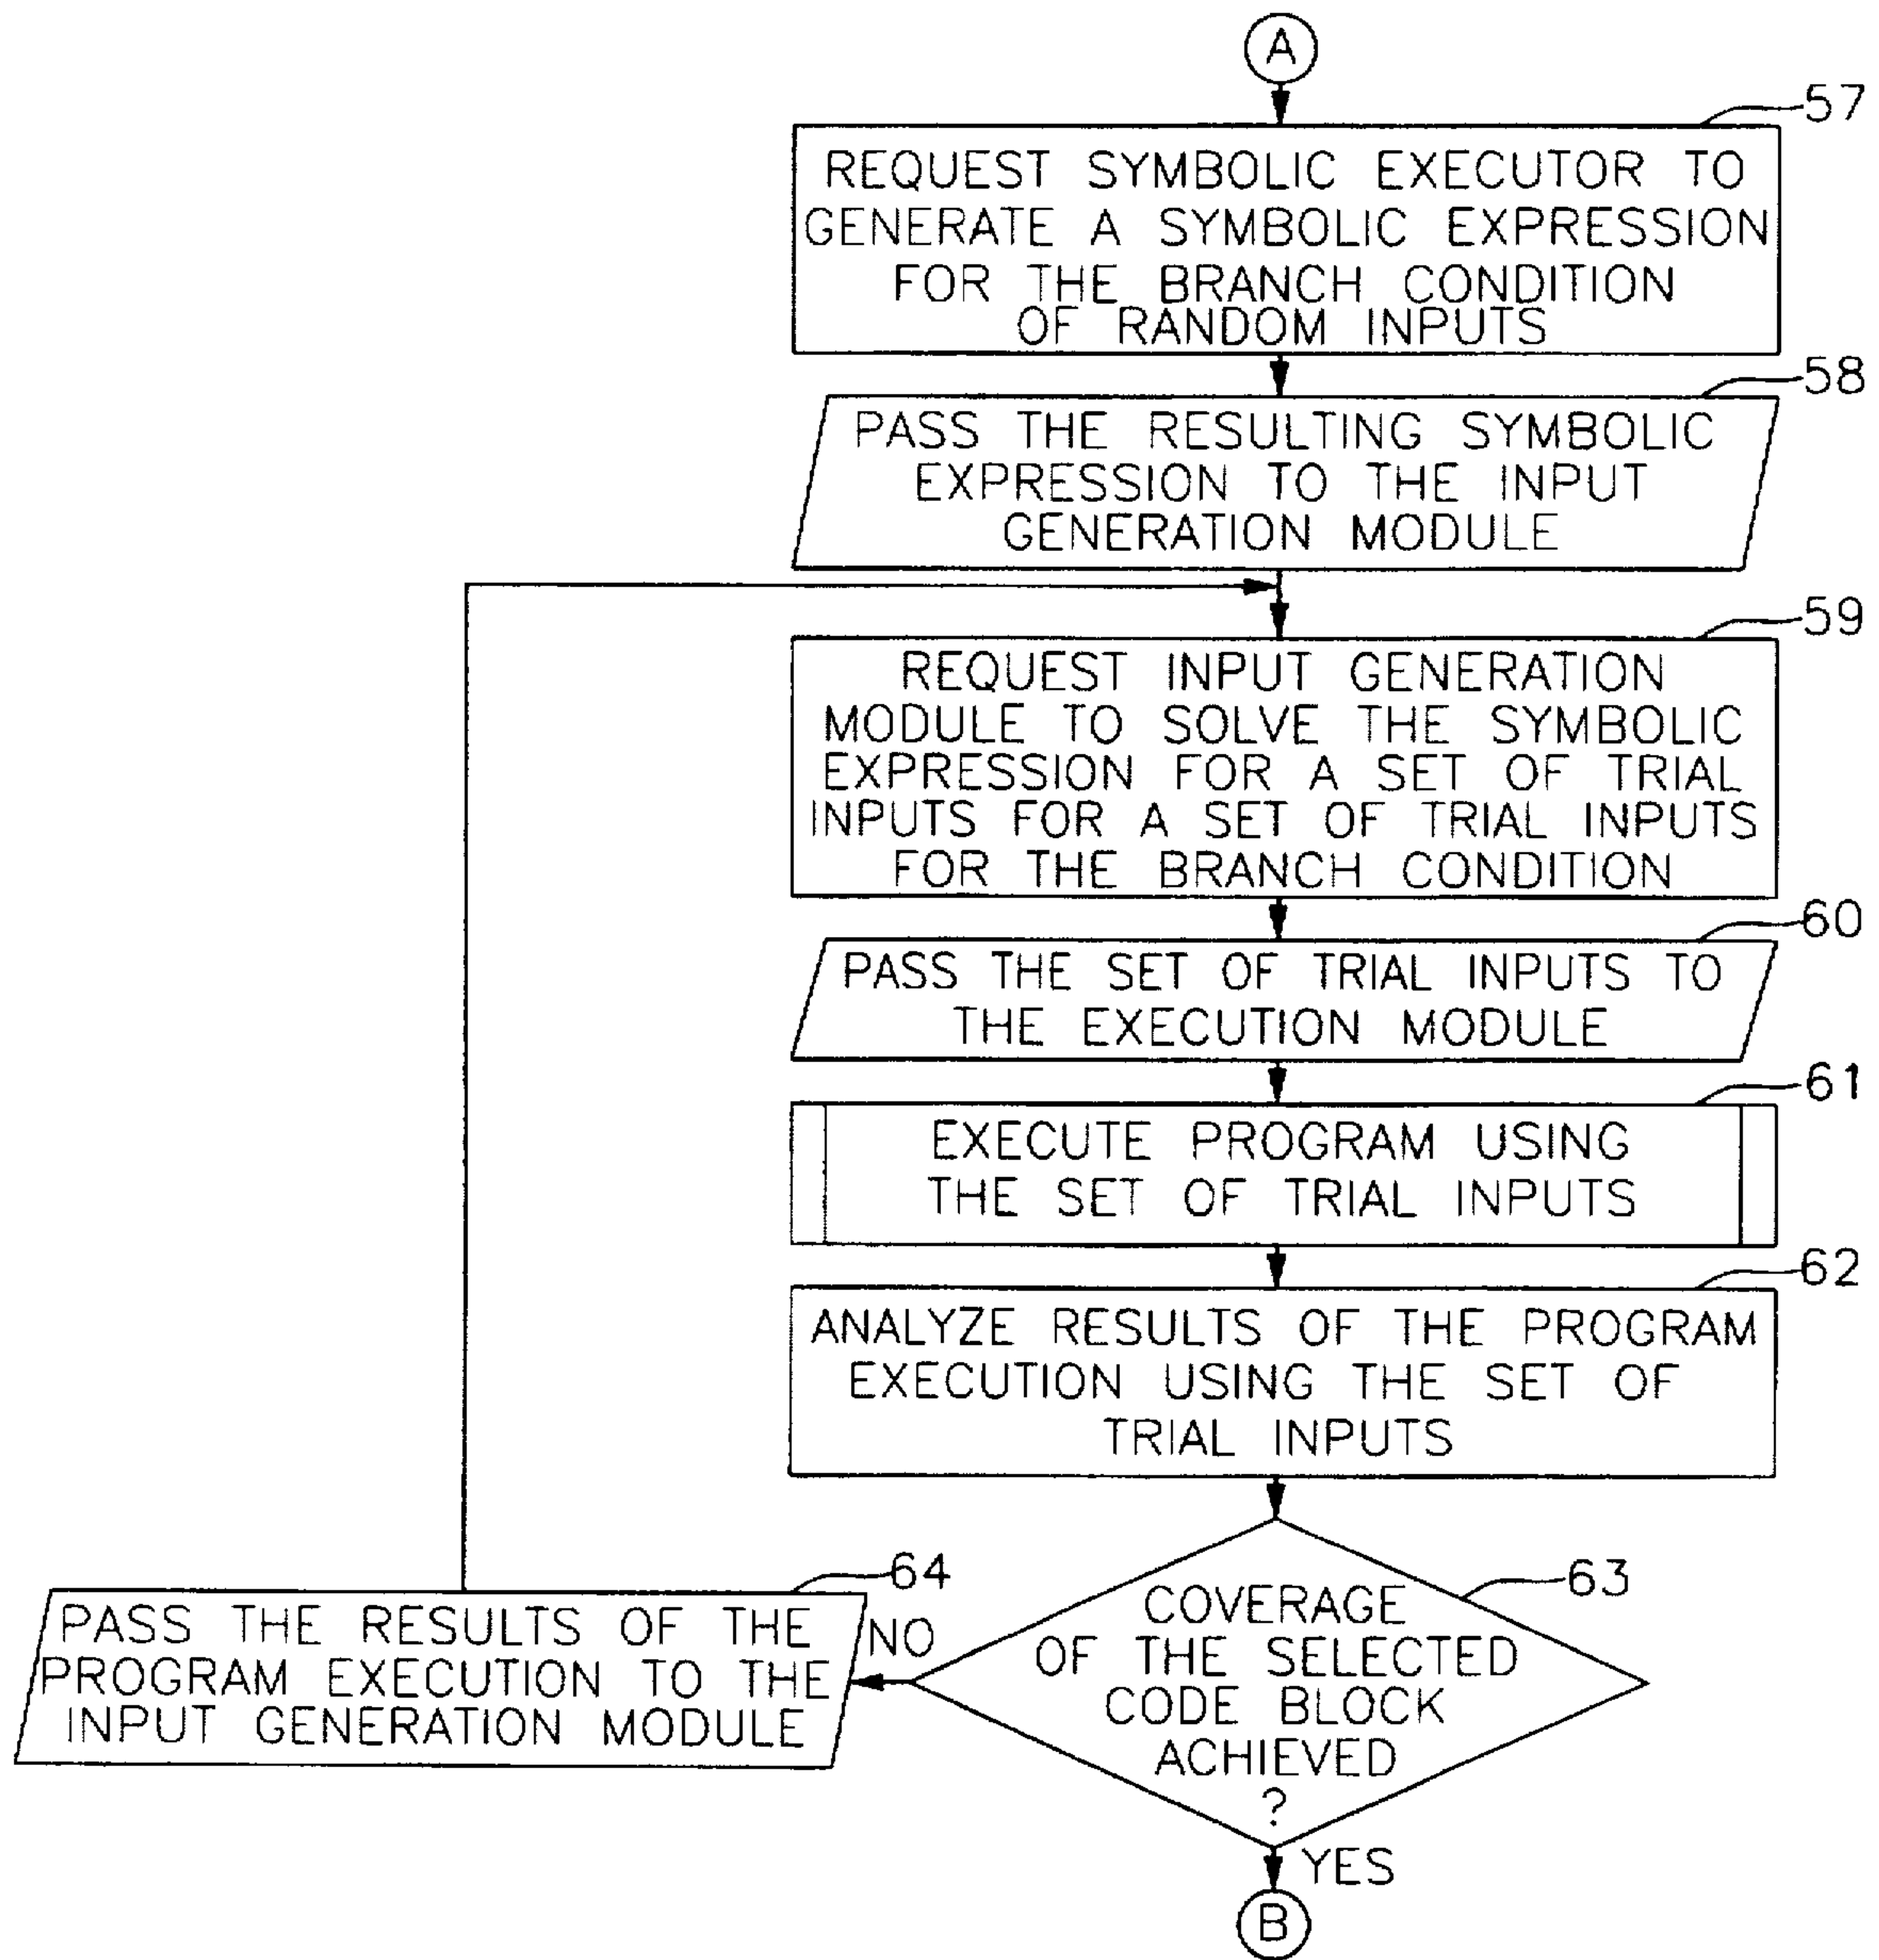 A
57
REQUEST SYMBOLIC EXECUTOR TO
GENERATE A SYMBOLIC EXPRESSION
FOR THE BRANCH CONDITION
OF RANDOM INPUTS
58
PASS THE RESULTING SYMBOLIC
EXPRESSION TO THE INPUT
GENERATION MODULE
59
REQUEST INPUT GENERATION
MODULE TO SOLVE THE SYMBOLIC
EXPRESSION FOR A SET OF TRIAL
INPUTS FOR A SET OF TRIAL INPUTS
FOR THE BRANCH CONDITION
60
PASS THE SET OF TRIAL INPUTS TO
THE EXECUTION MODULE
61
EXECUTE PROGRAM USING
THE SET OF TRIAL INPUTS
62
ANALYZE RESULTS OF THE PROGRAM
EXECUTION USING THE SET OF
TRIAL INPUTS
63
COVERAGE
OF THE SELECTED
CODE BLOCK
ACHIEVED
?
NO
64
PASS THE RESULTS OF THE
PROGRAM EXECUTION TO THE
INPUT GENERATION MODULE
YES
B